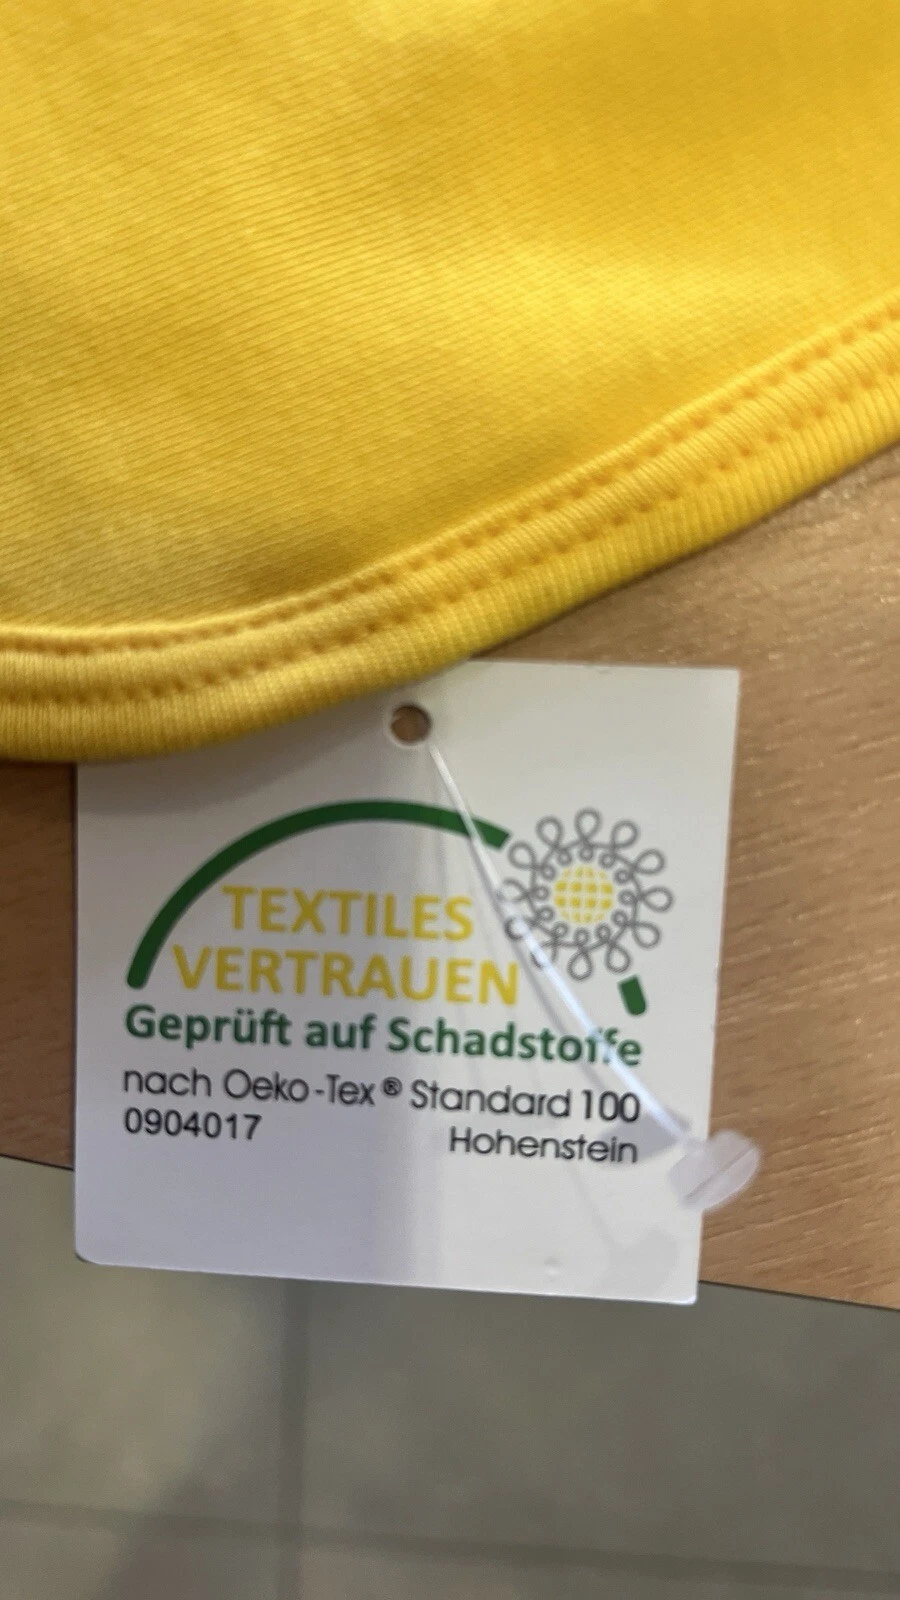 TEXTILES
VERTRAUEN
Geprüft auf Schadstoffe
nach Oeko-Tex® Standard 100
0904017
Hohenstein